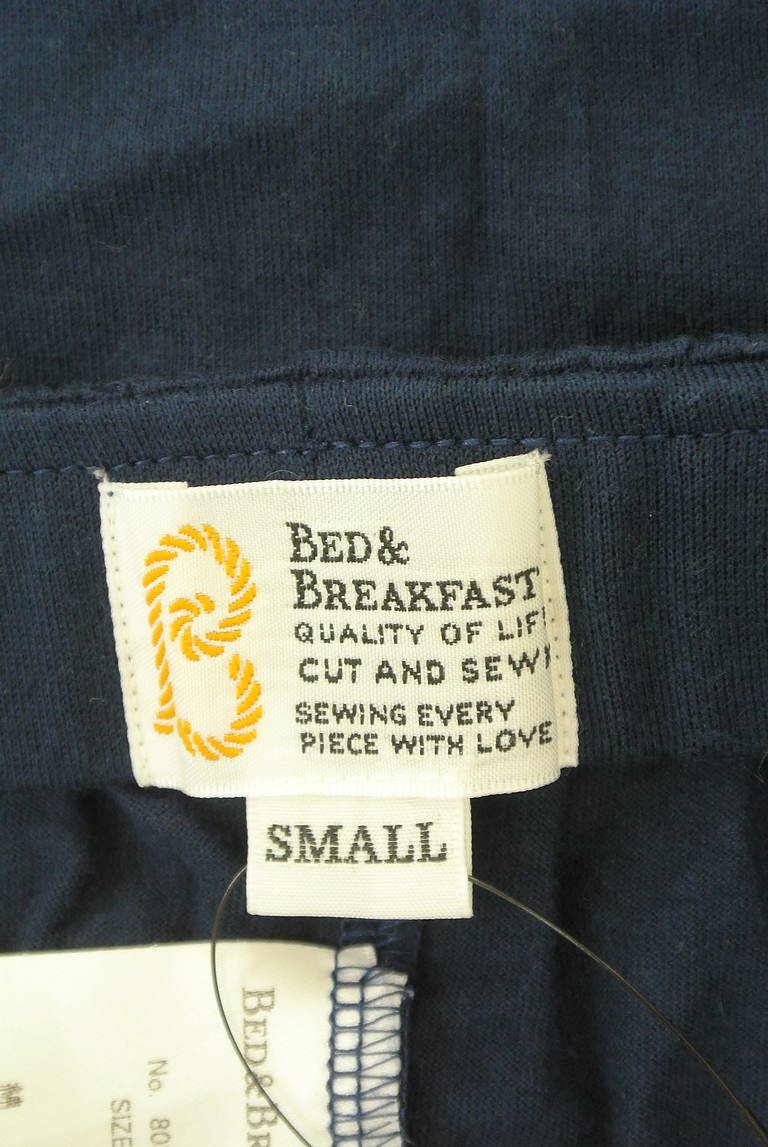 BED &
BREAKFAST
QUALITY OF LIF
CUT AND SEW
SEWING EVERY
PIECE WITH LOVE
SMALL
BED & BR
No. 80
SIZE
綿